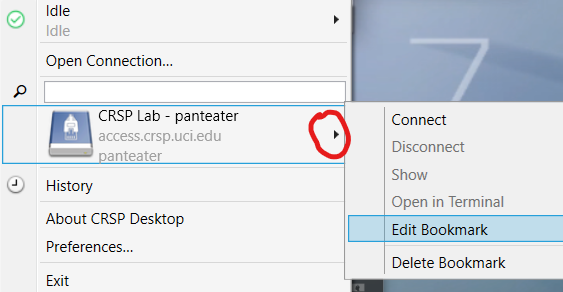 Idle
Idle
Open Connection...
CRSP Lab - panteater
access.crsp.uci.edu
panteater
History
About CRSP Desktop
Preferences...
Exit
Connect
Disconnect
Show
Open in Terminal
Edit Bookmark
Delete Bookmark
7